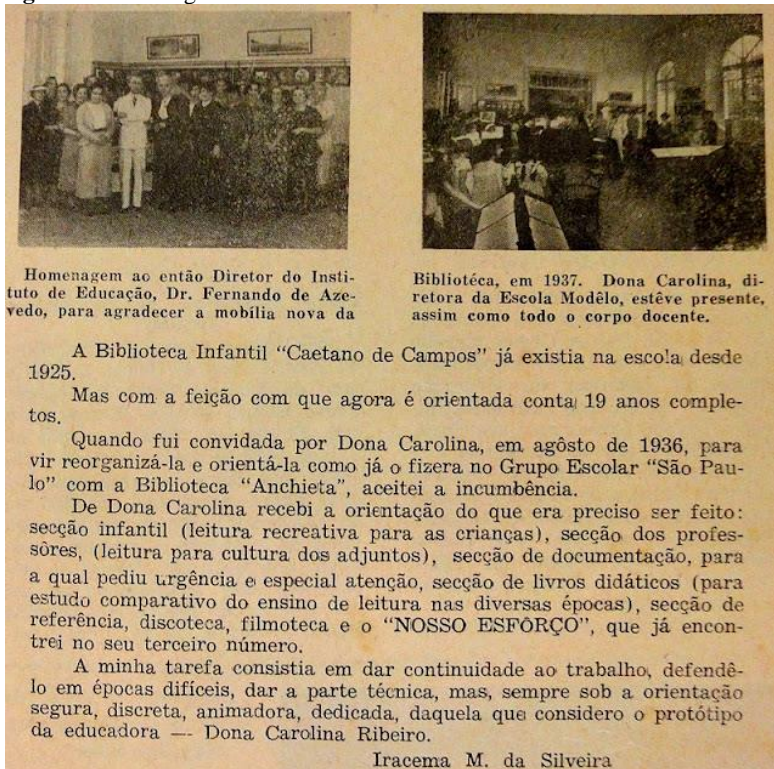 Homenagem ao então Diretor do Insti-
tuto de Educação, Dr. Fernando de Aze-
vedo, para agradecer a mobília nova da
Bibliotéca, em 1937. Dona Carolina, di-
retora da Escola Modêlo, estêve presente,
assim como todo o corpo docente.
A Biblioteca Infantil "Caetano de Campos" já existia na escola desde
1925.
Mas com a feição com que agora é orientada conta 19 anos comple-
tos.
Quando fui convidada por Dona Carolina, em agôsto de 1936, para
vir reorganizá-la e orientá-la como já o fizera no Grupo Escolar "São Pau-
lo" com a Biblioteca "Anchieta", aceitei a incumbência.
De Dona Carolina recebi a orientação do que era preciso ser feito:
secção infantil (leitura recreativa para as crianças), secção dos profes-
sôres, (leitura para cultura dos adjuntos), secção de documentação, para
a qual pediu urgência e especial atenção, secção de livros didáticos (para
estudo comparativo do ensino de leitura nas diversas épocas), secção de
referência, discoteca, filmoteca e o "NOSSO ESFÔRÇO", que já encon-
trei no seu terceiro número.
A minha tarefa consistia em dar continuidade ao trabalho, defendê-
lo em épocas difíceis, dar a parte técnica, mas, sempre sob a orientação
segura, discreta, animadora, dedicada, daquela que considero o protótipo
da educadora — Dona Carolina Ribeiro.
Iracema M. da Silveira